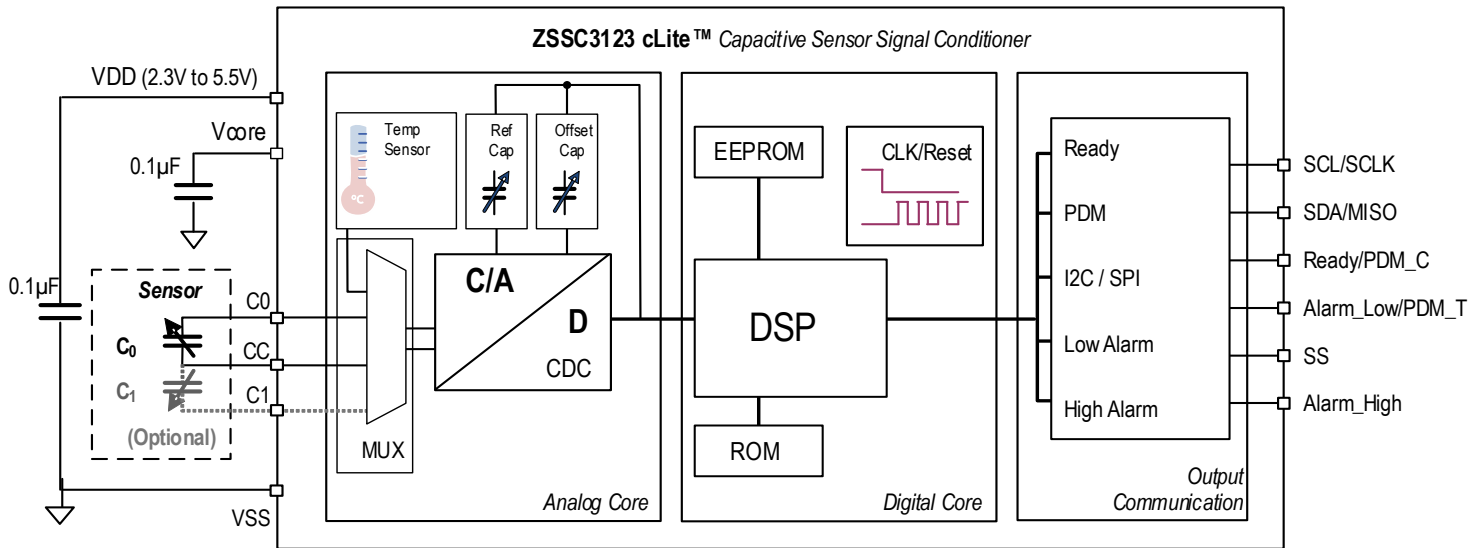 ZSSC3123 cLite™ Capacitive Sensor Signal Conditioner
VDD (2.3V to 5.5V)
Vcore
0.1µF
0.1µF
Sensor
C0
C1
(Optional)
C0
CC
C1
VSS
Temp
Sensor
ºC
Ref
Cap
Offset
Cap
MUX
C/A
D
CDC
Analog Core
EEPROM
CLK/Reset
DSP
ROM
Digital Core
Ready
PDM
I2C / SPI
Low Alarm
High Alarm
Output
Communication
SCL/SCLK
SDA/MISO
Ready/PDM_C
Alarm_Low/PDM_T
SS
Alarm_High